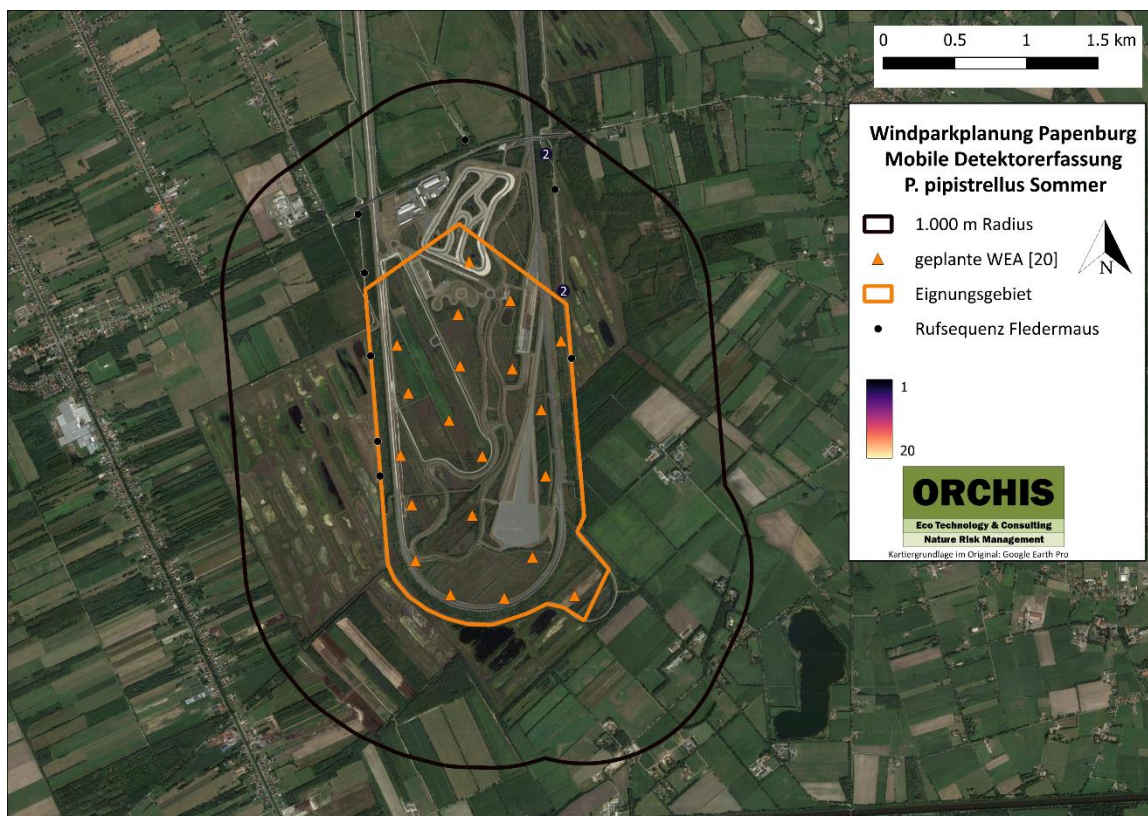 0 0.5 1 1.5 km
Windparkplanung Papenburg
Mobile Detektorerfassung
P. pipistrellus Sommer
1.000 m Radius
geplante WEA [20]
Eignungsgebiet
Rufsequenz Fledermaus
N
1
20
ORCHIS
Eco Technology & Consulting
Nature Risk Management
Kartiergrundlage im Original: Google Earth Pro
2
2